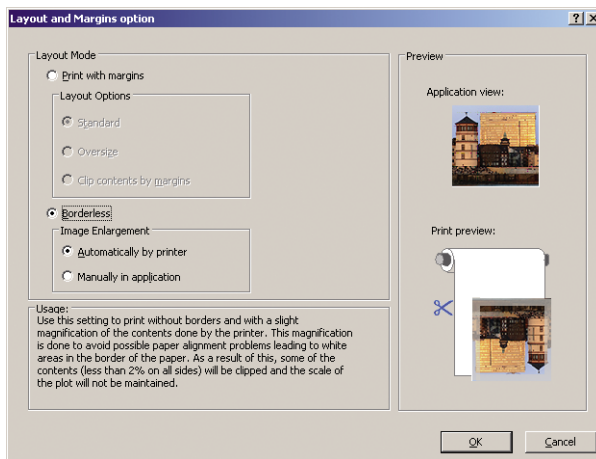 Layout and Margins option
Layout Mode
Print with margins
Layout Options
Standard
Oversize
Clip contents by margins
Borderless
Image Enlargement
Automatically by printer
Manually in application
Usage:
Use this setting to print without borders and with a slight
magnification of the contents done by the printer. This magnification
is done to avoid possible paper alignment problems leading to white
areas in the border of the paper. As a result of this, some of the
contents (less than 2% on all sides) will be clipped and the scale of
the plot will not be maintained.
Preview
Application view:
Print preview:
OK
Cancel